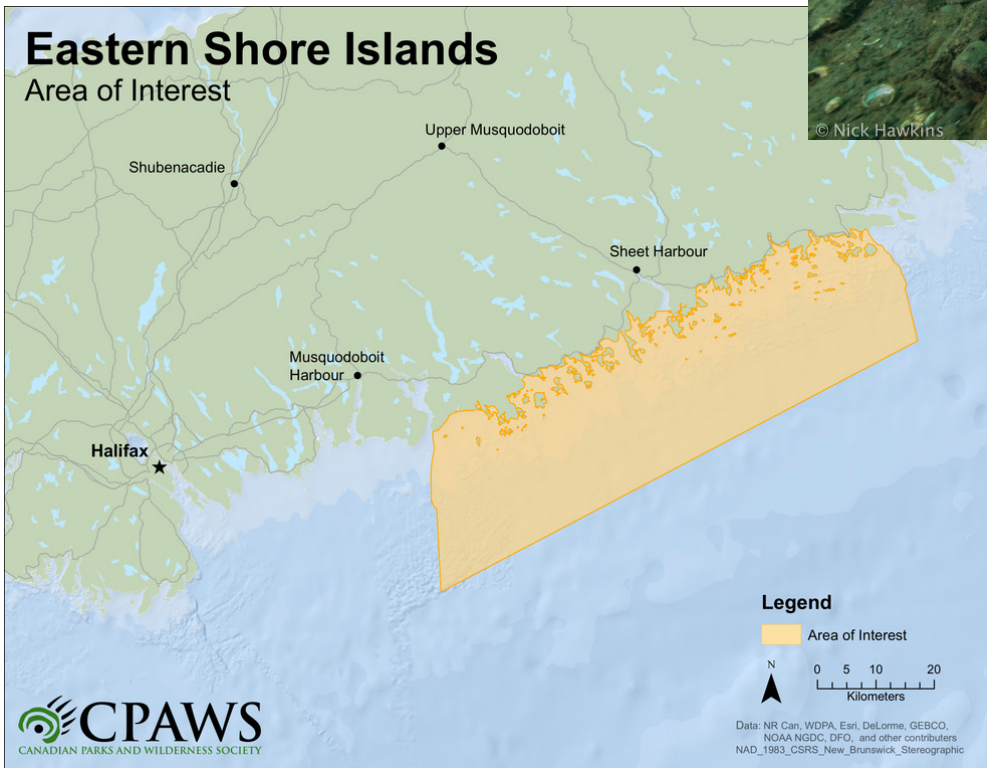 Eastern Shore Islands
Area of Interest
© Nick Hawkins
Upper Musquodoboit
Shubenacadie
Sheet Harbour
Musquodoboit
Harbour
Halifax
Legend
Area of Interest
N
0 5 10 20
Kilometers
CPAWS
CANADIAN PARKS AND WILDERNESS SOCIETY
Data: NR Can, WDPA, Esri, DeLorme, GEBCO,
NOAA NGDC, DFO, and other contributers
NAD_1983_CSRS_New_Brunswick_Stereographic